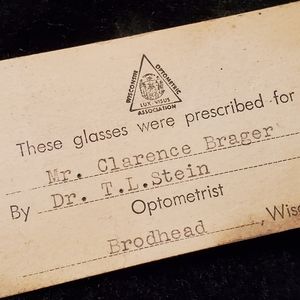 WISCONSIN OPTOMETRIC ASSOCIATION
LUX VISUS
These glasses were prescribed for
Mr. Clarence Brager
By Dr. T.L.Stein
Optometrist
Brodhead, Wisc